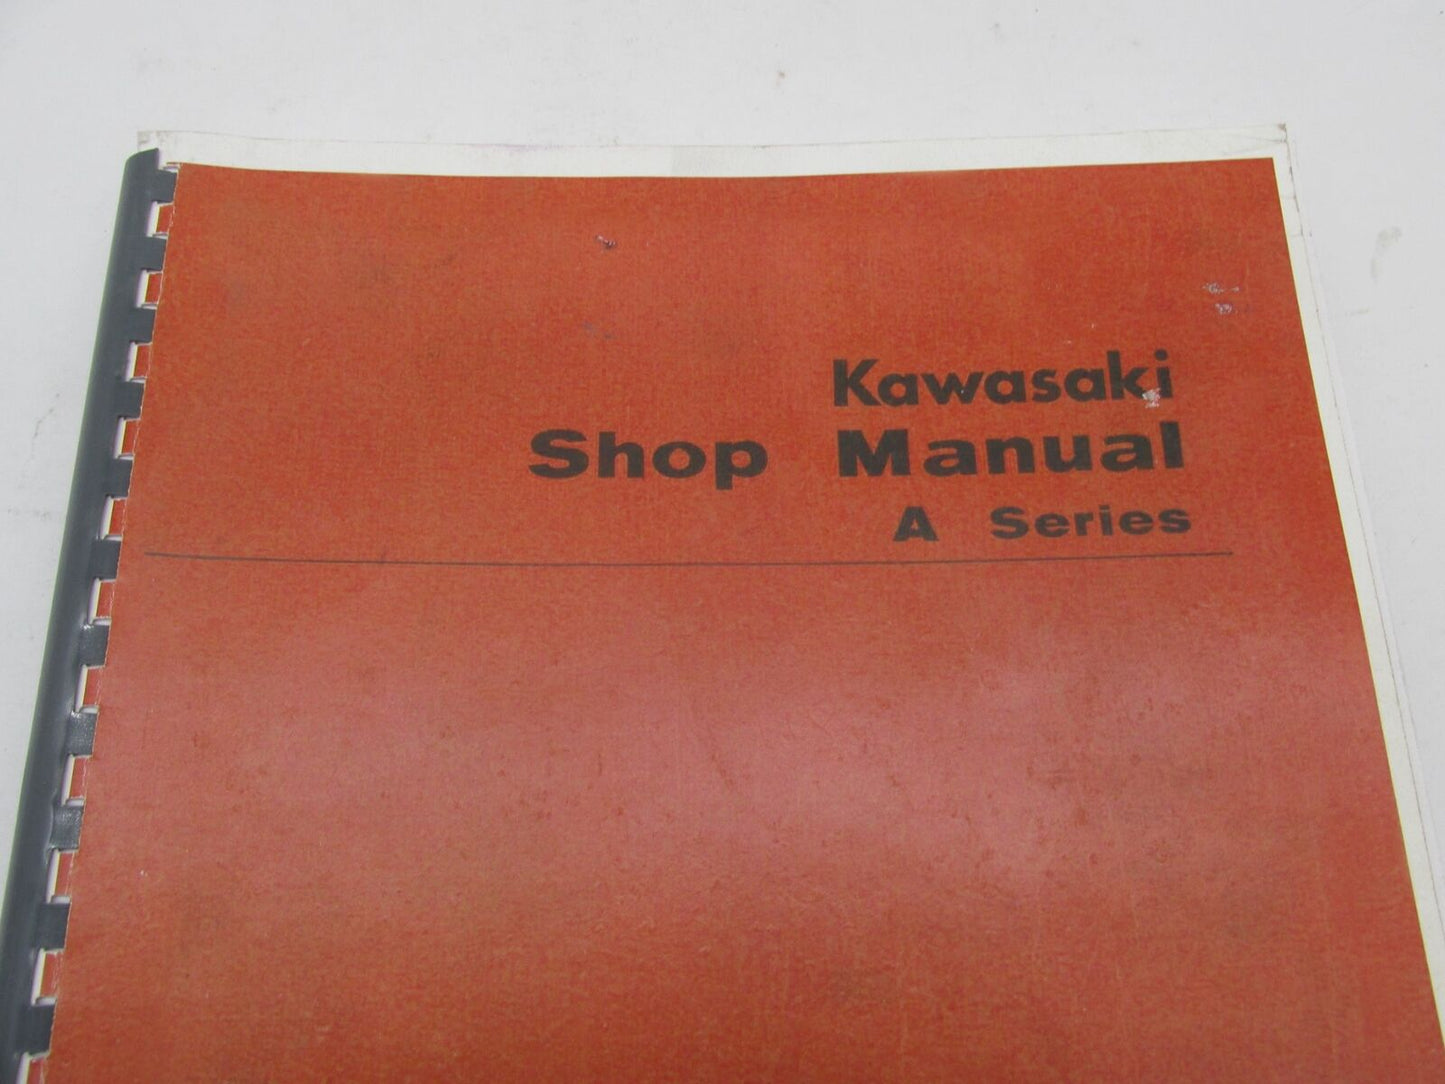 Kawasaki
Shop Manual
A Series